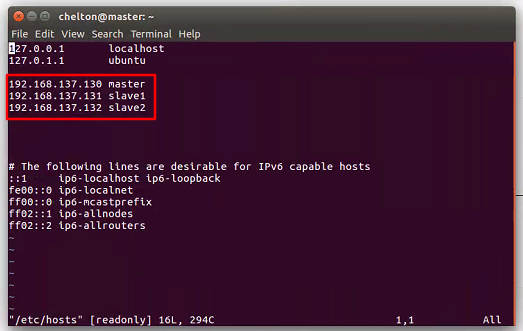 chelton@master: ~
File Edit View Search Terminal Help
127.0.0.1       localhost
127.0.1.1       ubuntu
192.168.137.130 master
192.168.137.131 slave1
192.168.137.132 slave2
# The following lines are desirable for IPv6 capable hosts
::1     ip6-localhost ip6-loopback
fe00::0 ip6-localnet
ff00::0 ip6-mcastprefix
ff02::1 ip6-allnodes
ff02::2 ip6-allrouters
~
~
~
~
~
~
~
"/etc/hosts" [readonly] 16L, 294C                1,1           All